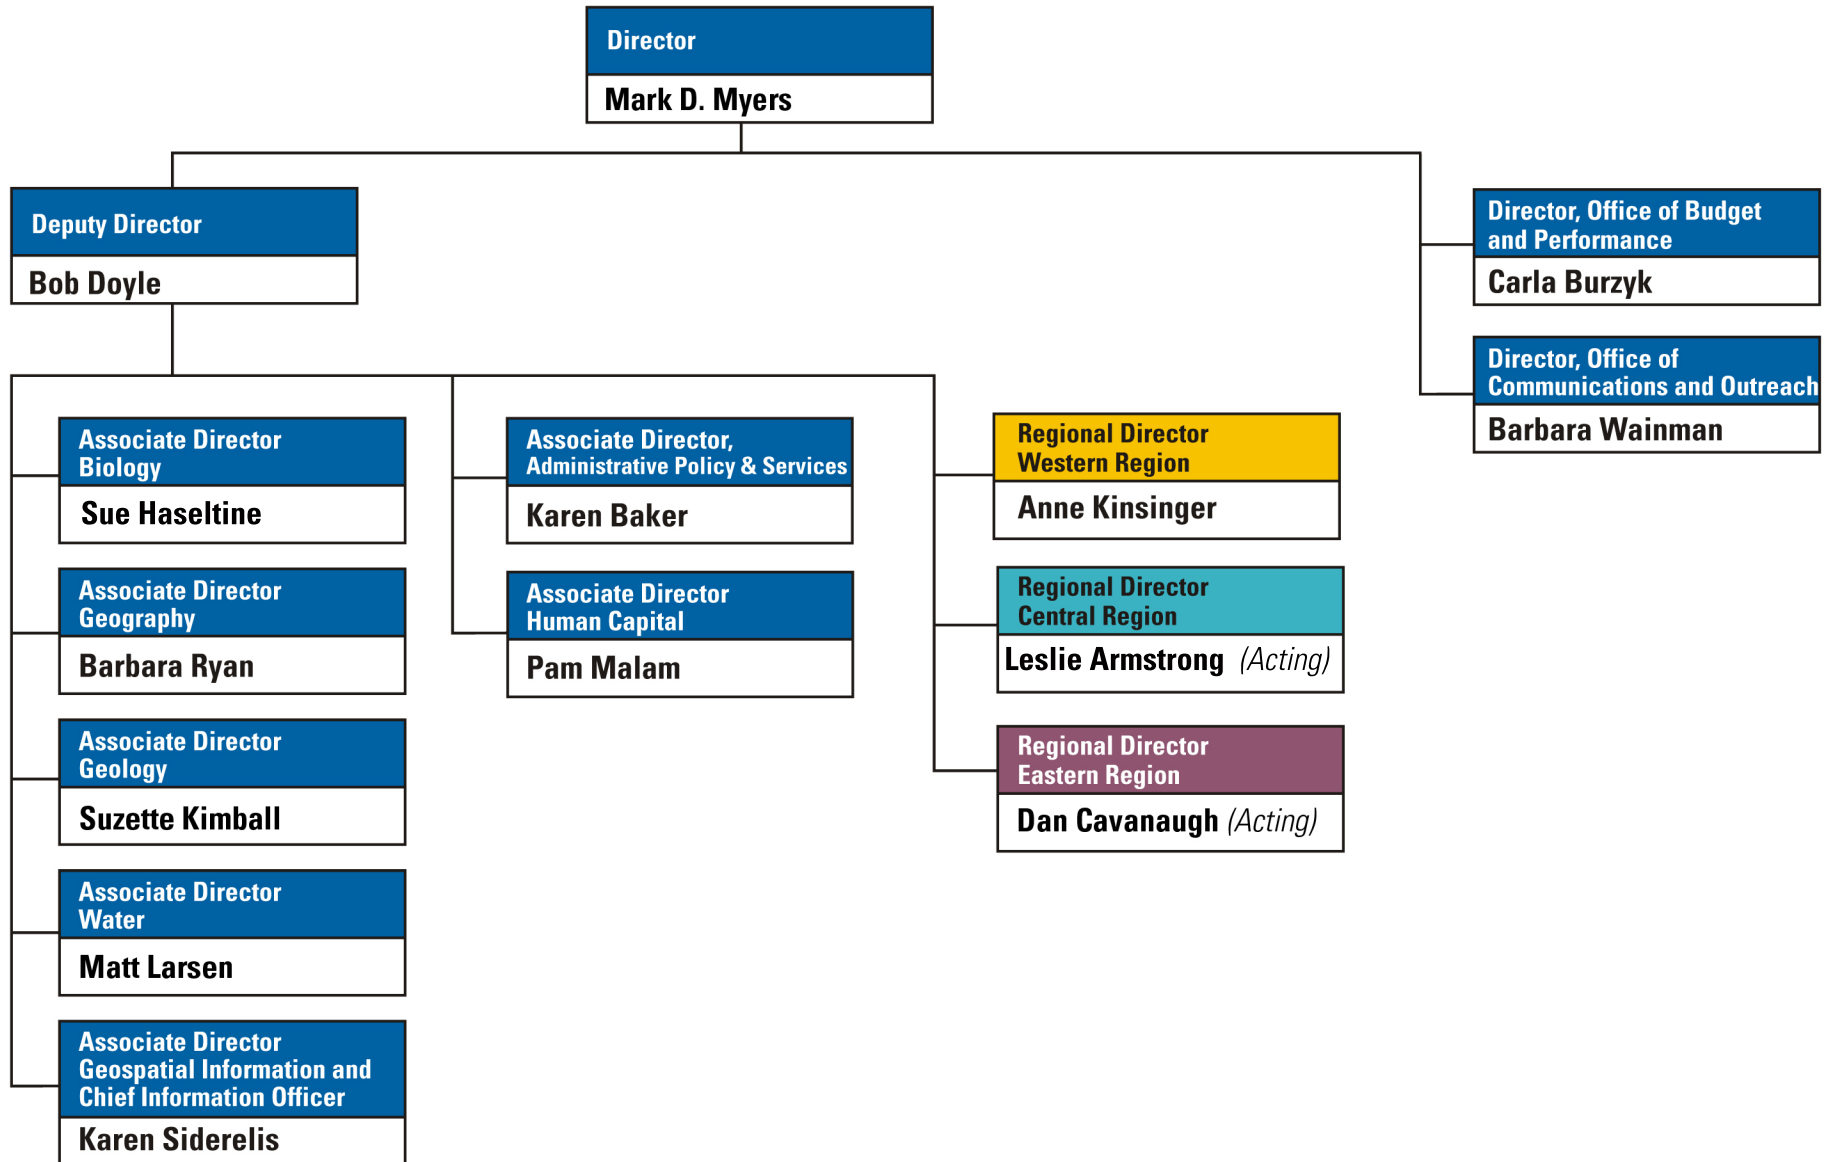 Director
Mark D. Myers
Deputy Director
Bob Doyle
Director, Office of Budget
and Performance
Carla Burzyk
Director, Office of
Communications and Outreach
Barbara Wainman
Associate Director
Biology
Sue Haseltine
Associate Director
Geography
Barbara Ryan
Associate Director
Geology
Suzette Kimball
Associate Director
Water
Matt Larsen
Associate Director
Geospatial Information and
Chief Information Officer
Karen Siderelis
Associate Director,
Administrative Policy & Services
Karen Baker
Associate Director
Human Capital
Pam Malam
Regional Director
Western Region
Anne Kinsinger
Regional Director
Central Region
Leslie Armstrong (Acting)
Regional Director
Eastern Region
Dan Cavanaugh (Acting)